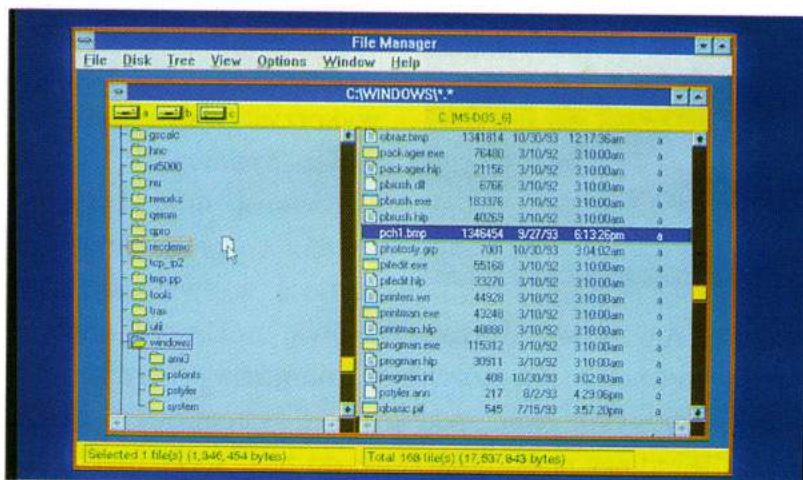 File Manager
File Disk Tree View Options Window Help
C:\WINDOWS\*.*
a b c C: [MS-DOS_6]
gscalc
hnc
nt5000
nu
nworks
qemm
qpro
recdemo
tcp_ip2
tmp.pp
tools
trax
util
windows
ami3
psfonts
pstyler
system
obraz.bmp 1341814 10/30/93 12:17:36am a
packager.exe 76480 3/10/92 3:10:00am a
packager.hlp 21156 3/10/92 3:10:00am a
pbrush.dll 6766 3/10/92 3:10:00am a
pbrush.exe 183376 3/10/92 3:10:00am a
pbrush.hlp 40269 3/10/92 3:10:00am a
pch1.bmp 1346454 9/27/93 6:13:26pm a
photosty.grp 7001 10/30/93 3:04:02am a
pifedit.exe 55168 3/10/92 3:10:00am a
pifedit.hlp 33270 3/10/92 3:10:00am a
printers.wri 44928 3/10/92 3:10:00am a
printman.exe 43248 3/10/92 3:10:00am a
printman.hlp 40880 3/10/92 3:10:00am a
progman.exe 115312 3/10/92 3:10:00am a
progman.hlp 30911 3/10/92 3:10:00am a
progman.ini 408 10/30/93 3:02:00am a
pstyler.ann 217 8/2/93 4:29:06pm a
qbasic.pif 545 7/15/93 3:57:20pm a
Selected 1 file(s) (1,346,454 bytes) Total 168 file(s) (17,637,843 bytes)